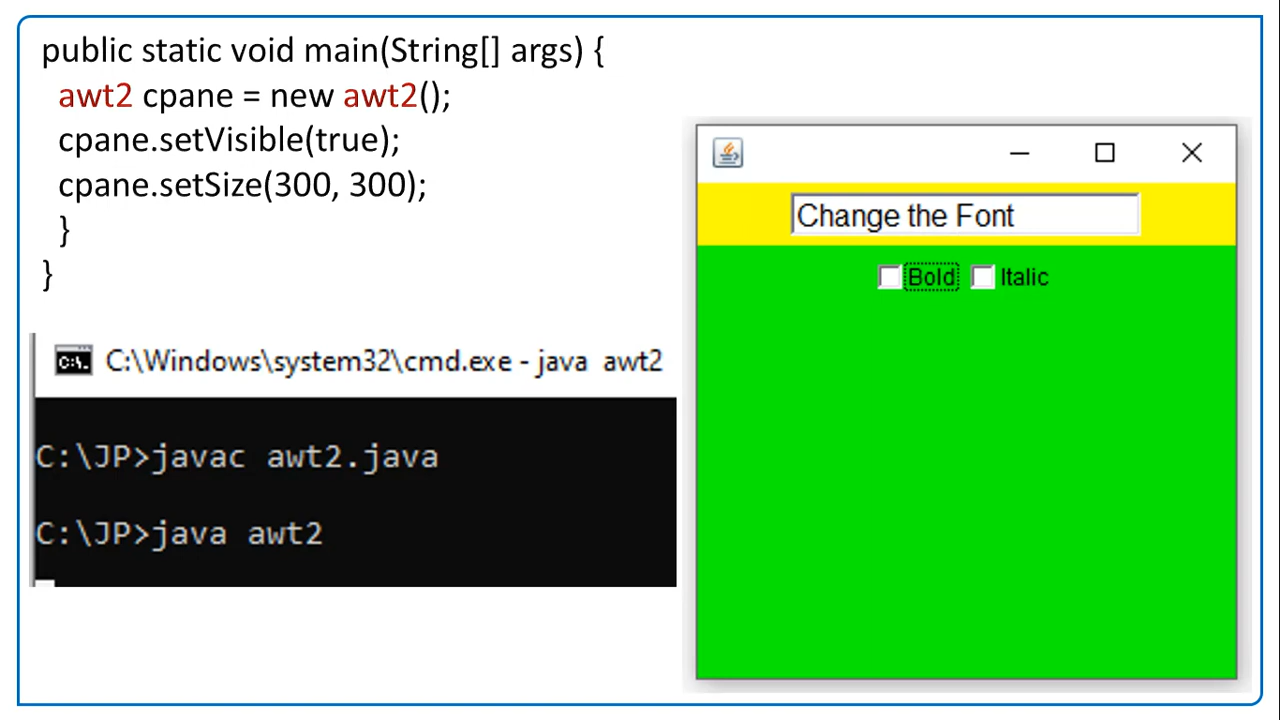 public static void main(String[] args) {
awt2 cpane = new awt2();
cpane.setVisible(true);
cpane.setSize(300, 300);
}
}
C:\Windows\system32\cmd.exe - java  awt2
C:\JP>javac awt2.java
C:\JP>java awt2
Change the Font
Bold Italic